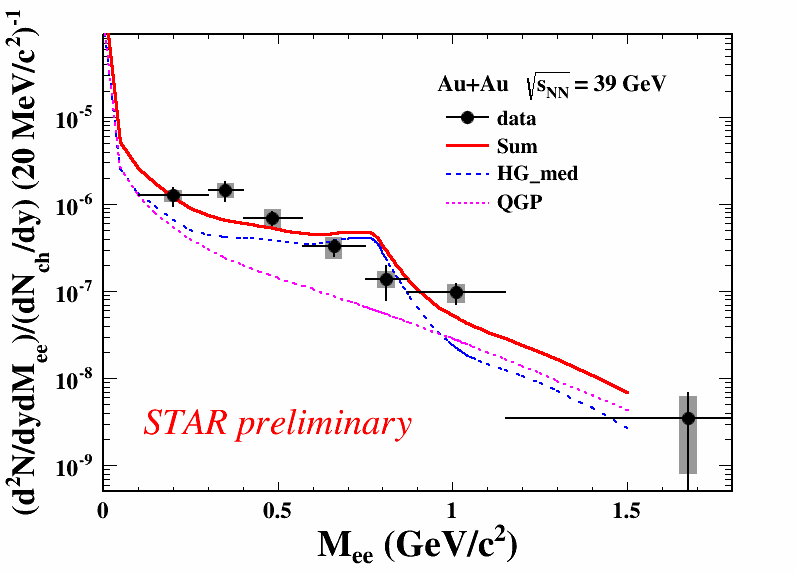 ((d²N/dydM_ee)/(dN_ch/dy) (20 MeV/c²)⁻¹
Au+Au √s_NN = 39 GeV
data
Sum
HG_med
QGP
10⁻⁵
10⁻⁶
10⁻⁷
10⁻⁸
10⁻⁹
STAR preliminary
0 0.5 1 1.5
M_ee (GeV/c²)